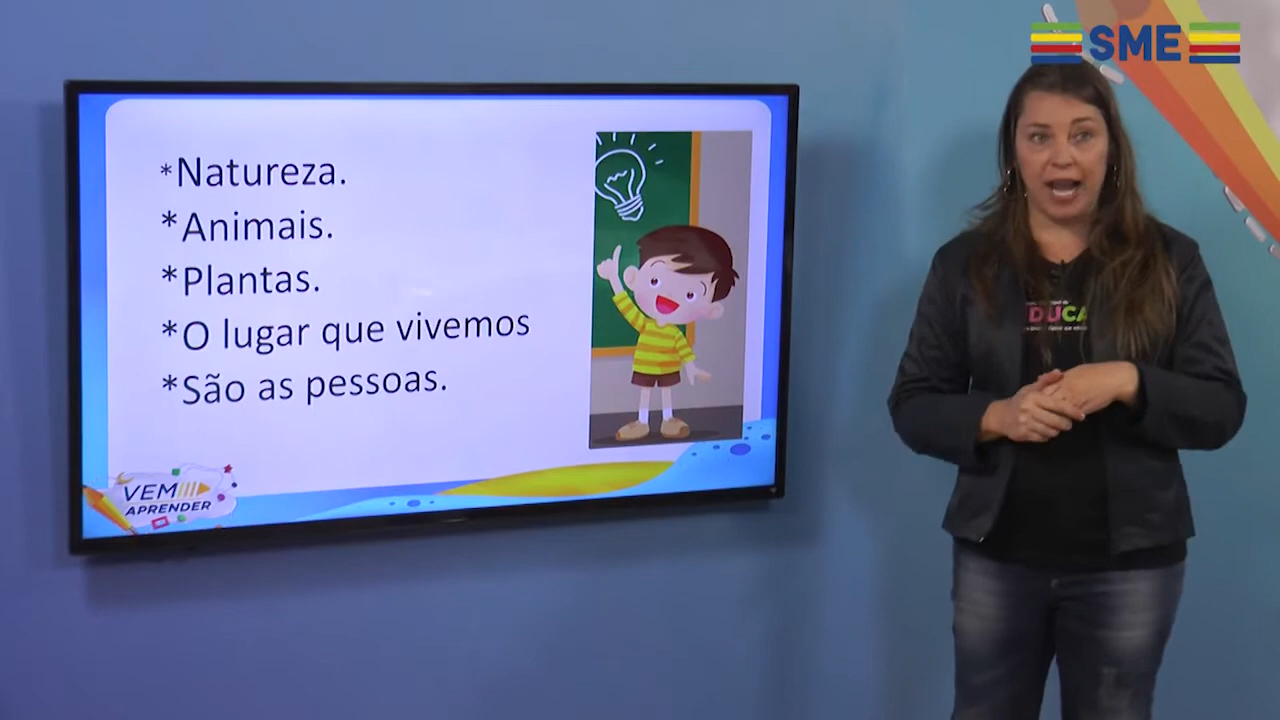 SME
*Natureza.
*Animais.
*Plantas.
*O lugar que vivemos
*São as pessoas.
VEM
APRENDER